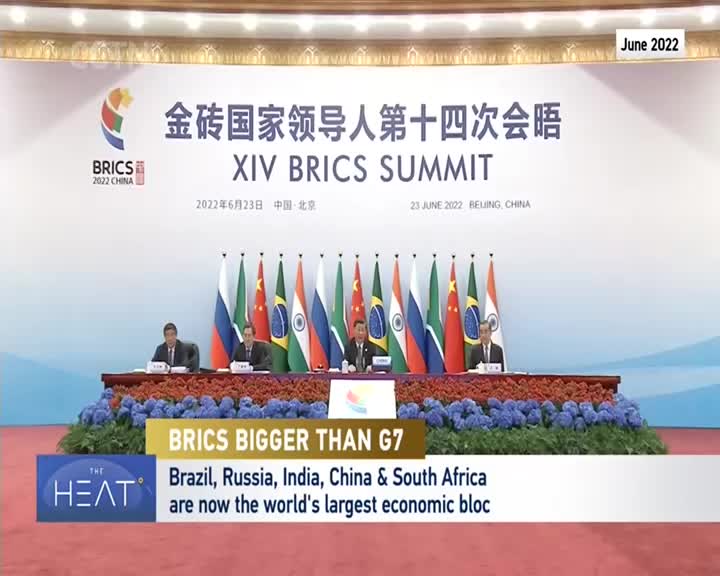 CGTN
June 2022
金砖国家领导人第十四次会晤
XIV BRICS SUMMIT
BRICS
2022 CHINA
2022年6月23日 中国·北京
23 JUNE 2022 BEIJING, CHINA
BRICS BIGGER THAN G7
THE
HEAT
Brazil, Russia, India, China & South Africa
are now the world's largest economic bloc